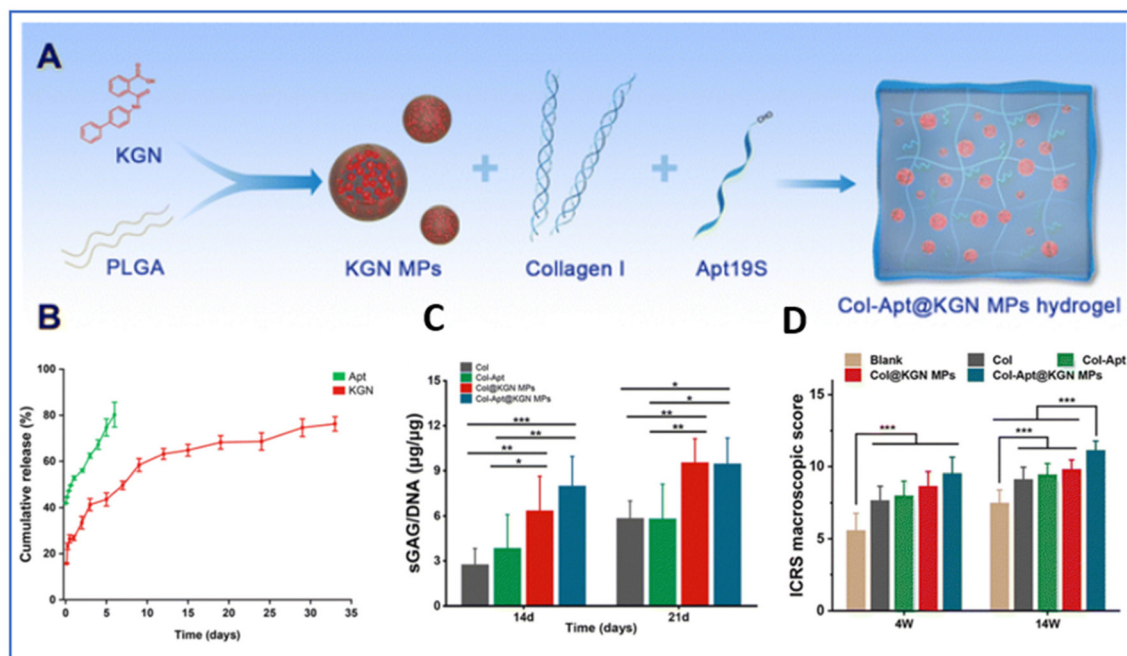 A
KGN
PLGA
KGN MPs
Collagen I
CHO
Apt19S
Col-Apt@KGN MPs hydrogel
B
Cumulative release (%)
100
80
60
40
20
0
Apt
KGN
0 5 10 15 20 25 30 35
Time (days)
C
Col
Col-Apt
Col@KGN MPs
Col-Apt@KGN MPs
sGAG/DNA (μg/μg)
15
12
9
6
3
0
***
**
**
*
*
*
**
**
14d 21d
Time (days)
D
Blank Col Col-Apt
Col@KGN MPs Col-Apt@KGN MPs
ICRS macroscopic score
15
10
5
0
***
***
***
4W 14W